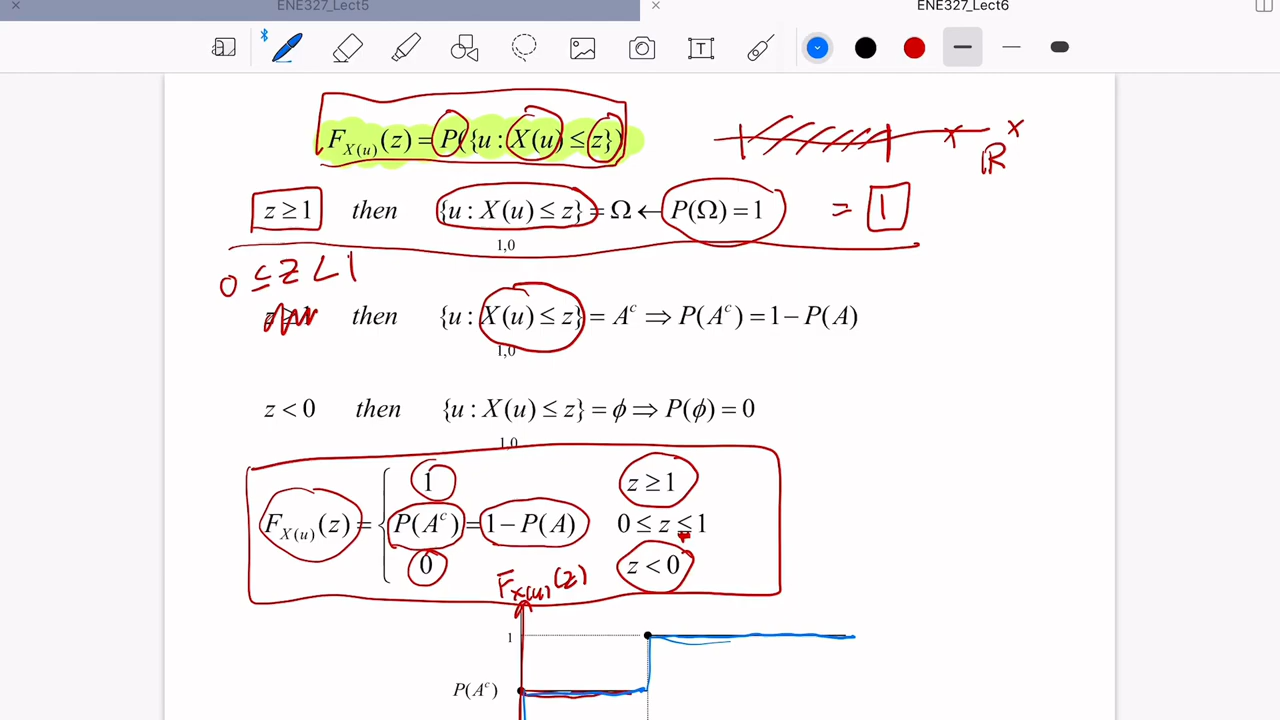 ENE327_Lect5 ENE327_Lect6
T
F_{X(u)}(z) = P({u : X(u) ≤ z})
ℝ
z ≥ 1 then {u : X(u) ≤ z} = Ω ← P(Ω) = 1 = 1
1,0
0 ≤ z < 1
then {u : X(u) ≤ z} = A^c ⇒ P(A^c) = 1 − P(A)
1,0
z < 0 then {u : X(u) ≤ z} = ϕ ⇒ P(ϕ) = 0
1,0
1 z ≥ 1
F_{X(u)}(z) = { P(A^c) = 1 − P(A) 0 ≤ z ≤ 1
0 z < 0
F_{X(u)}(z)
1
P(A^c)